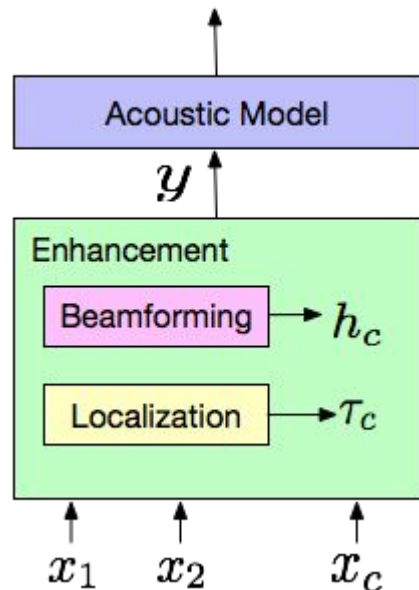 Acoustic Model
y
Enhancement
Beamforming
h_c
Localization
τ_c
x_1 x_2 x_c